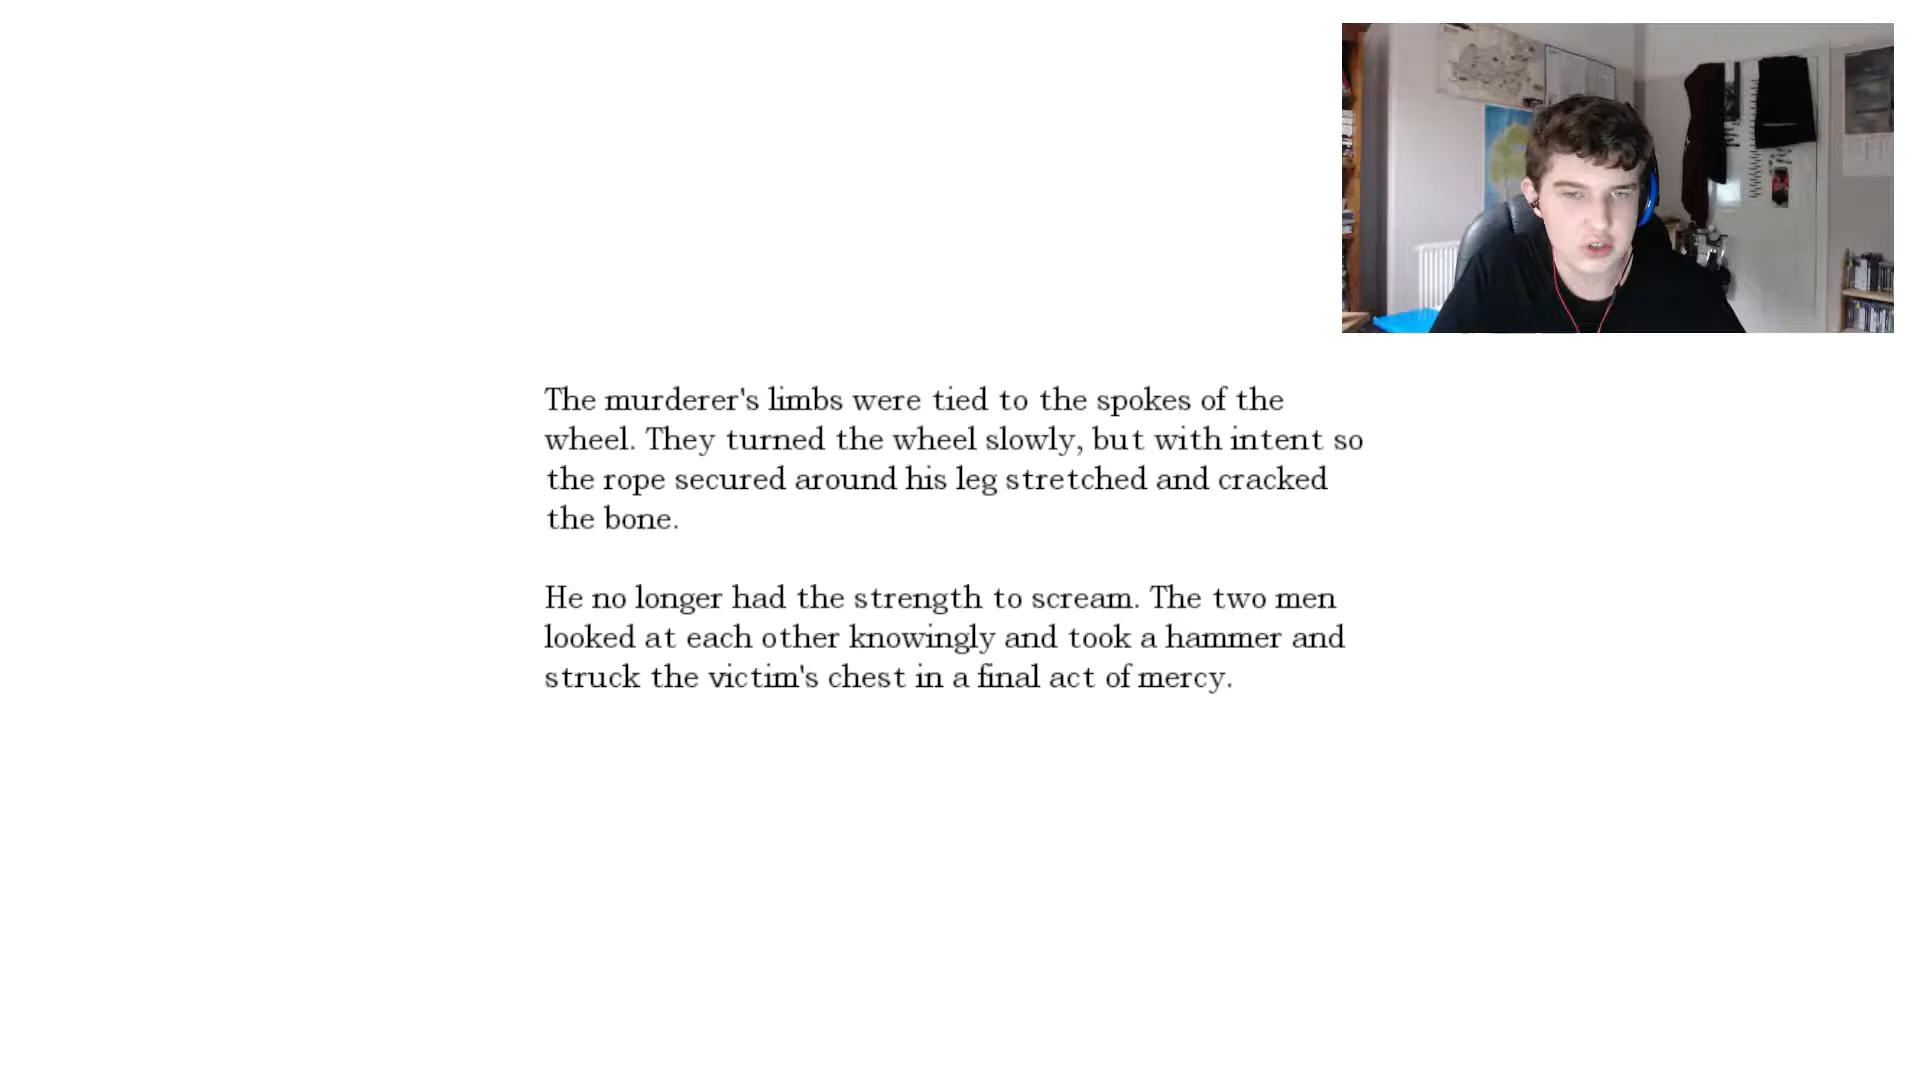 The murderer's limbs were tied to the spokes of the
wheel. They turned the wheel slowly, but with intent so
the rope secured around his leg stretched and cracked
the bone.
He no longer had the strength to scream. The two men
looked at each other knowingly and took a hammer and
struck the victim's chest in a final act of mercy.